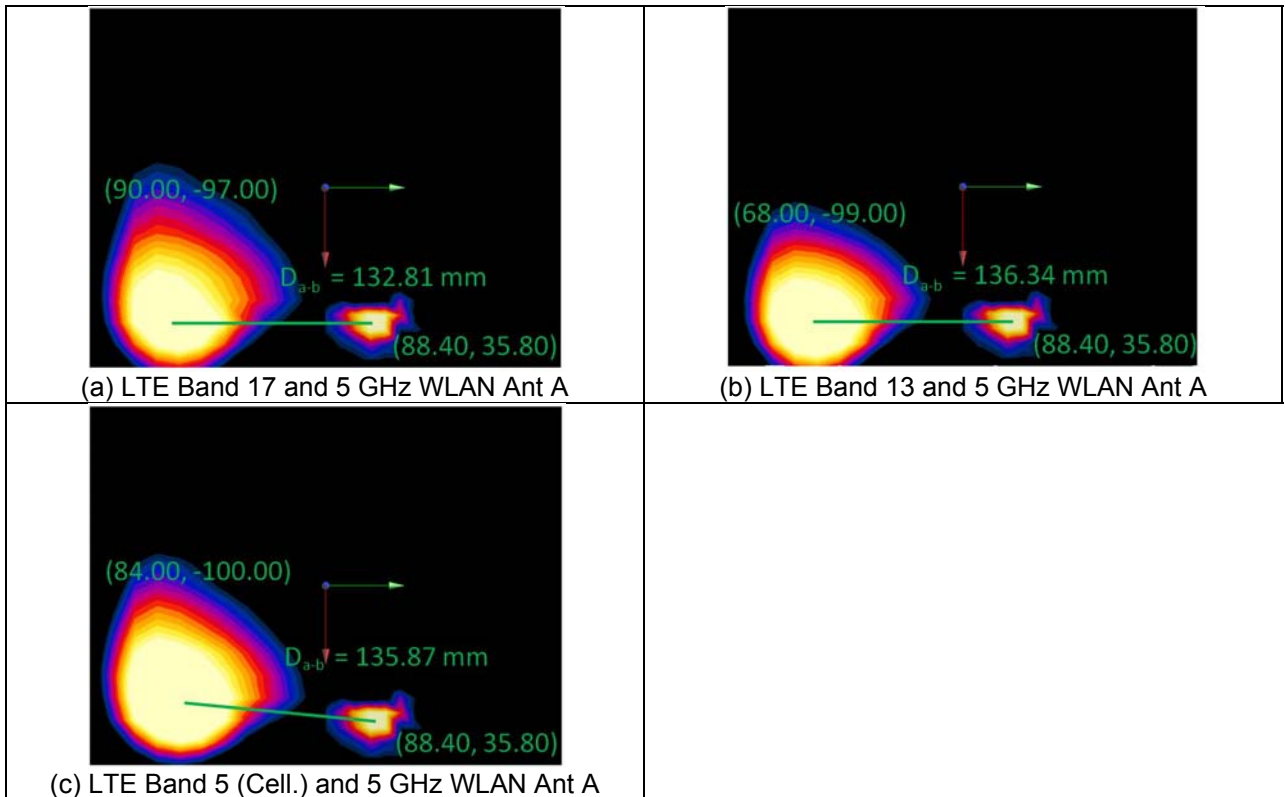 (90.00, -97.00)
D a-b = 132.81 mm
(88.40, 35.80)
(a) LTE Band 17 and 5 GHz WLAN Ant A
(68.00, -99.00)
D a-b = 136.34 mm
(88.40, 35.80)
(b) LTE Band 13 and 5 GHz WLAN Ant A
(84.00, -100.00)
D a-b = 135.87 mm
(88.40, 35.80)
(c) LTE Band 5 (Cell.) and 5 GHz WLAN Ant A